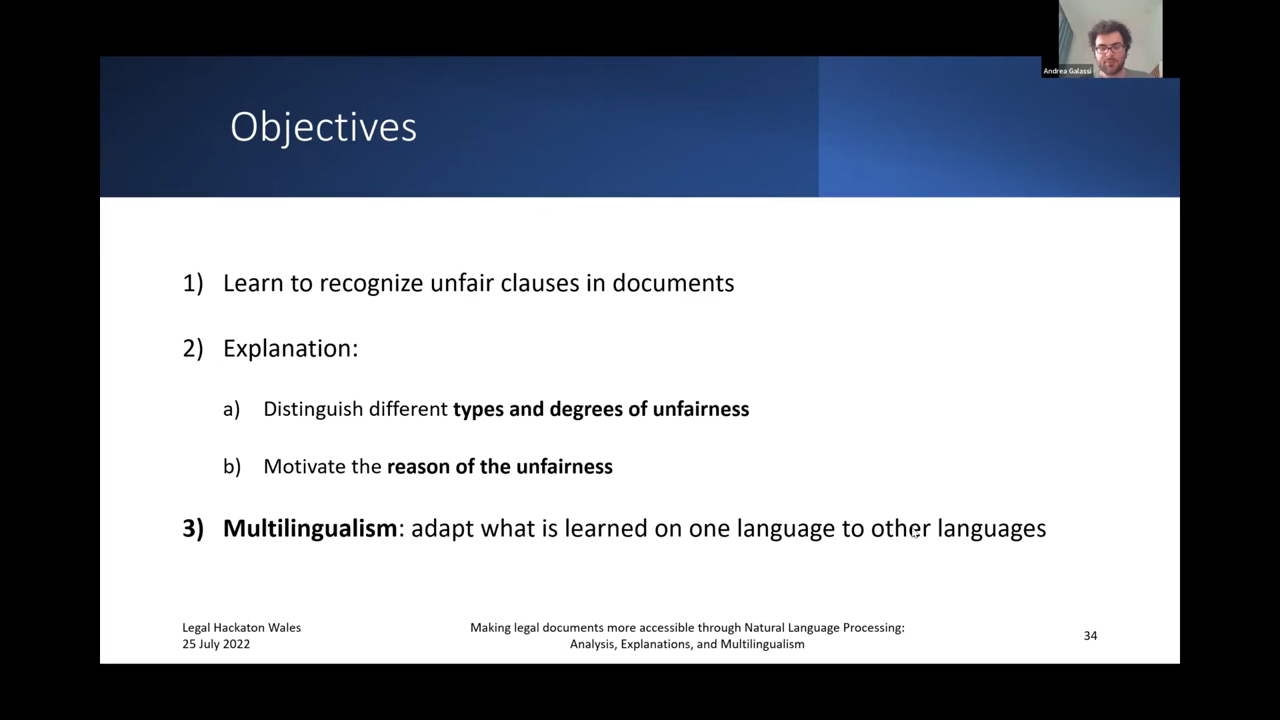 Andrea Galassi
Objectives
1) Learn to recognize unfair clauses in documents
2) Explanation:
a) Distinguish different types and degrees of unfairness
b) Motivate the reason of the unfairness
3) Multilingualism: adapt what is learned on one language to other languages
Legal Hackaton Wales
25 July 2022
Making legal documents more accessible through Natural Language Processing:
Analysis, Explanations, and Multilingualism
34